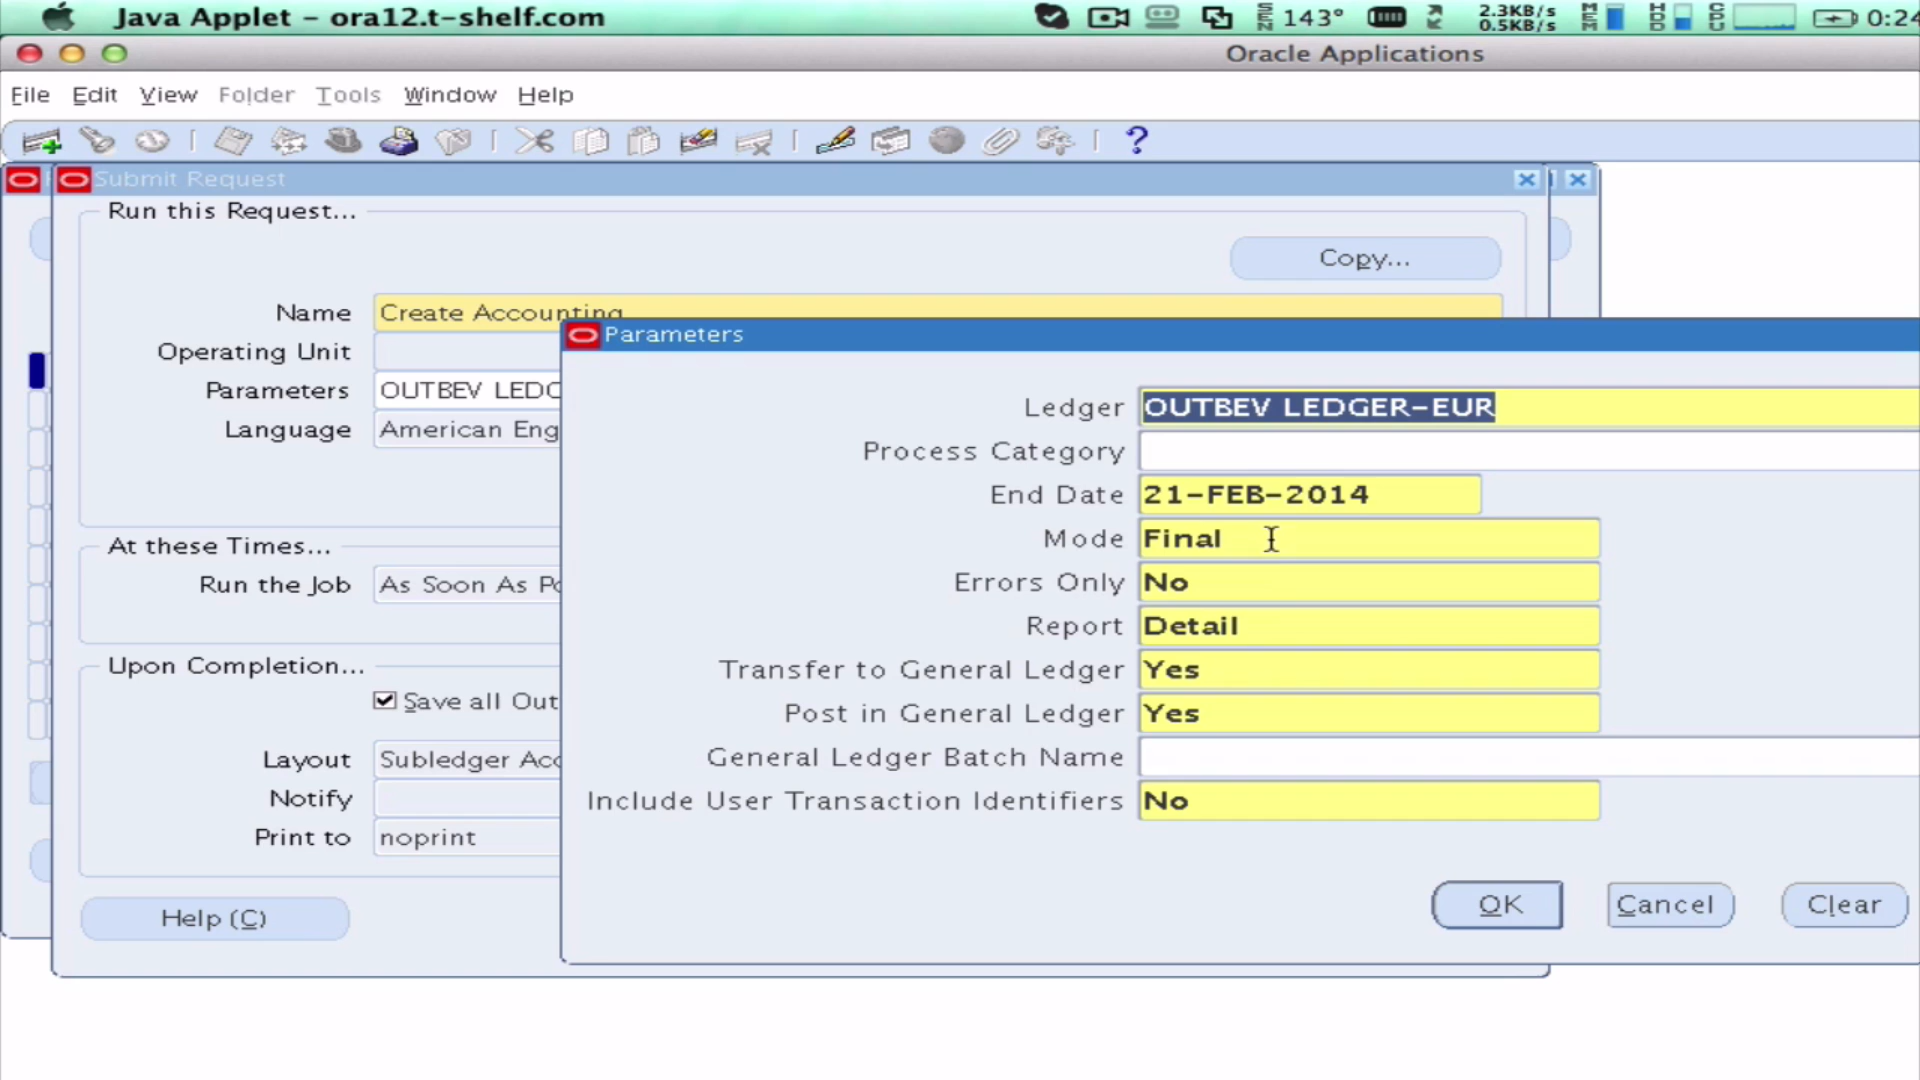 Java Applet – ora12.t-shelf.com
SEN 143° 2.3KB/s 0.5KB/s MEM HDD CPU 0:24
Oracle Applications
File Edit View Folder Tools Window Help
Submit Request
Run this Request...
Copy...
Name Create Accounting
Operating Unit
Parameters OUTBEV LEDG
Language American Eng
At these Times...
Run the Job As Soon As Po
Upon Completion...
Save all Out
Layout Subledger Acc
Notify
Print to noprint
Help (C)
Parameters
Ledger OUTBEV LEDGER-EUR
Process Category
End Date 21-FEB-2014
Mode Final
Errors Only No
Report Detail
Transfer to General Ledger Yes
Post in General Ledger Yes
General Ledger Batch Name
Include User Transaction Identifiers No
OK Cancel Clear